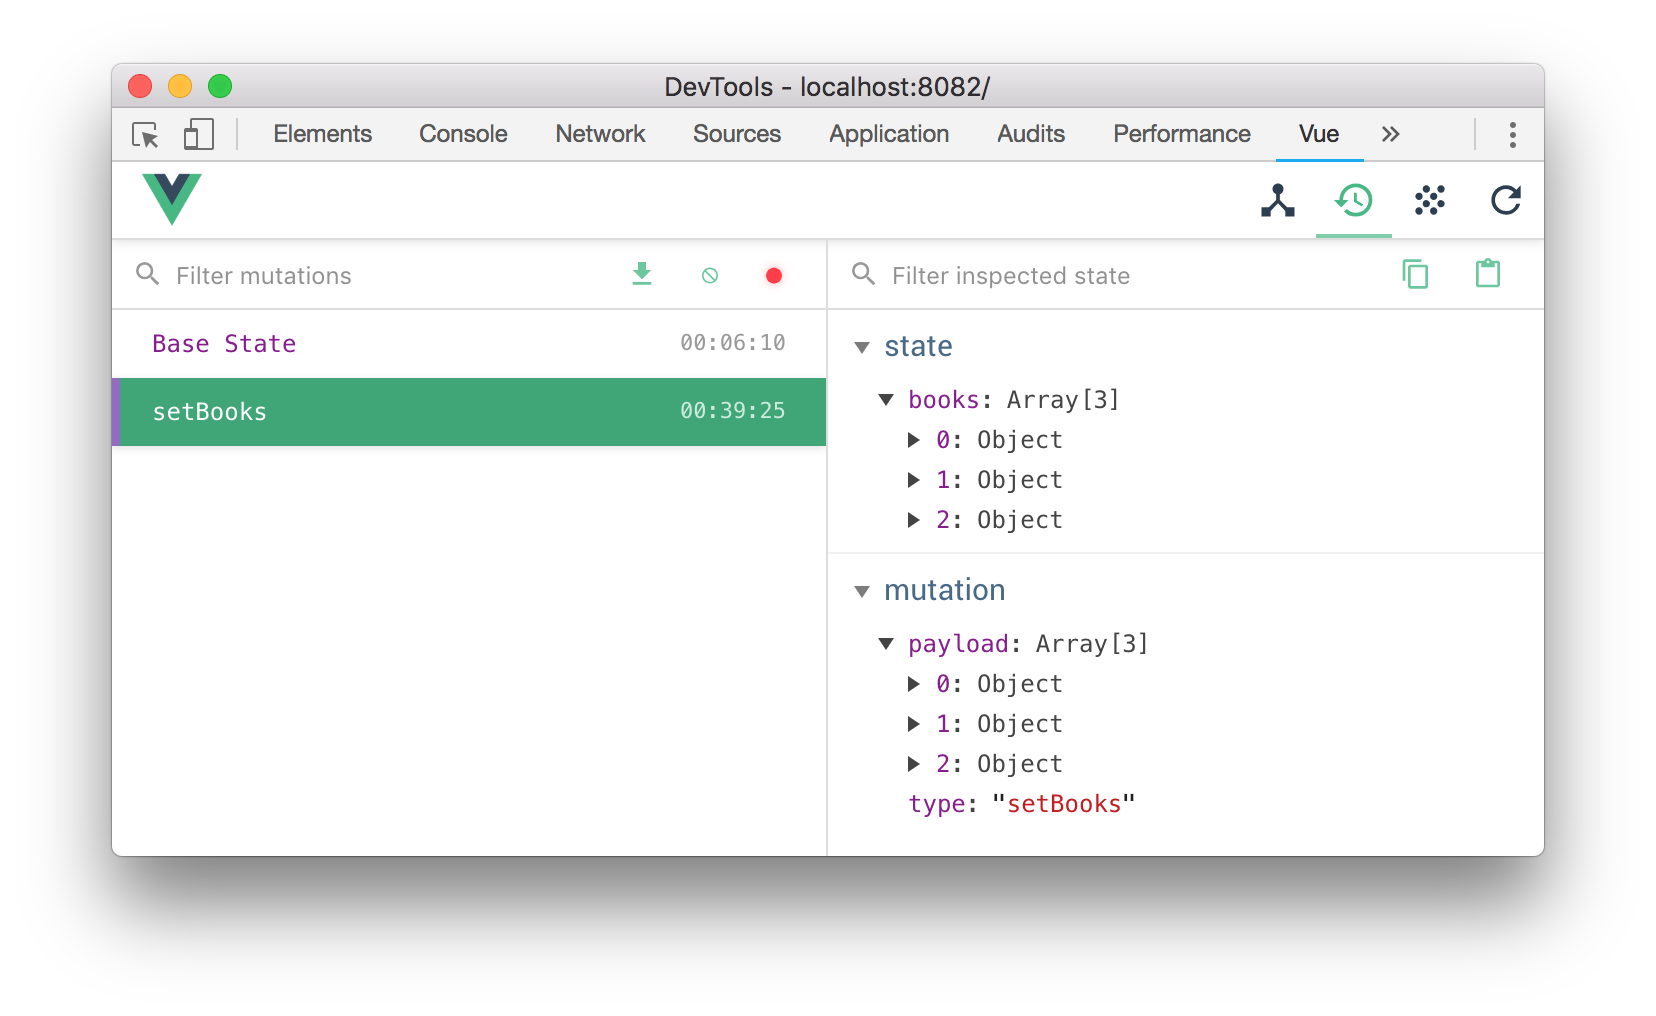 DevTools - localhost:8082/
Elements Console Network Sources Application Audits Performance Vue
Filter mutations
Base State 00:06:10
setBooks 00:39:25
Filter inspected state
state
books: Array[3]
0: Object
1: Object
2: Object
mutation
payload: Array[3]
0: Object
1: Object
2: Object
type: "setBooks"